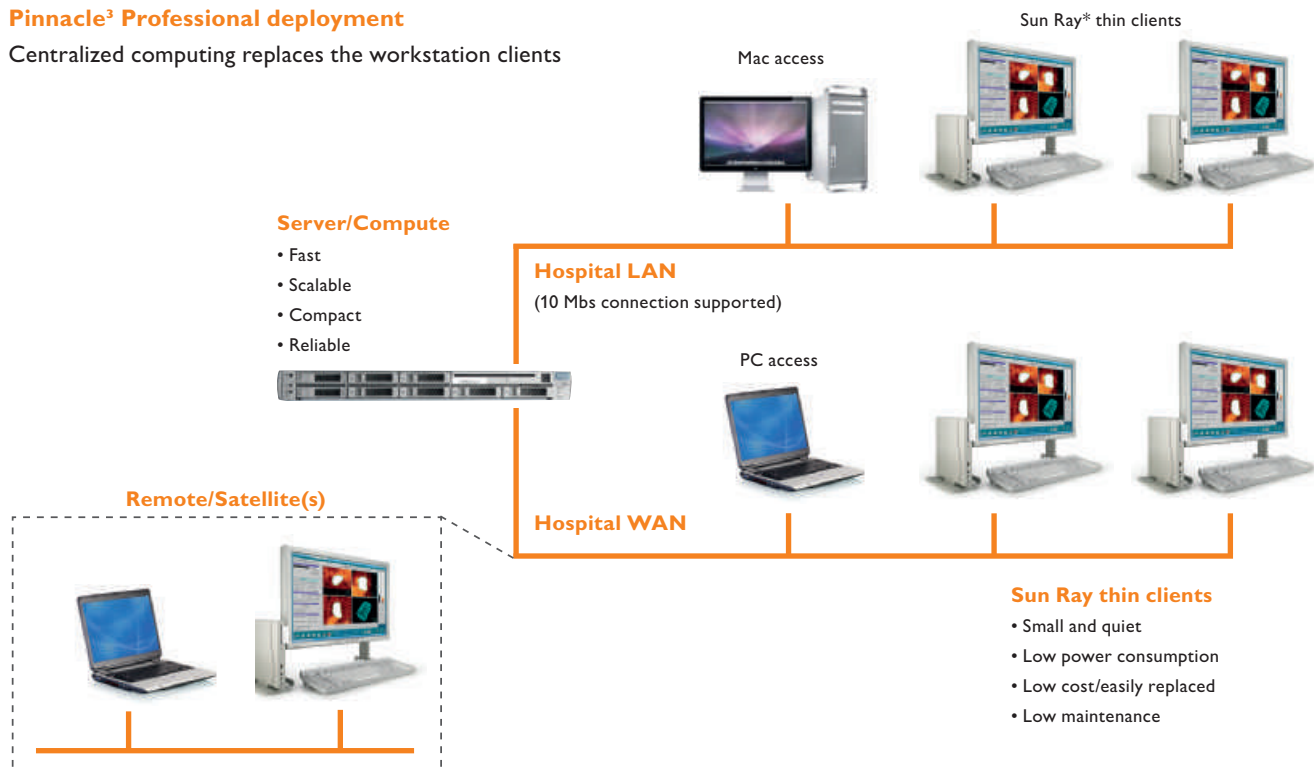 Pinnacle³ Professional deployment
Centralized computing replaces the workstation clients
Sun Ray* thin clients
Mac access
Server/Compute
• Fast
• Scalable
• Compact
• Reliable
Hospital LAN
(10 Mbs connection supported)
PC access
Remote/Satellite(s)
Hospital WAN
Sun Ray thin clients
• Small and quiet
• Low power consumption
• Low cost/easily replaced
• Low maintenance